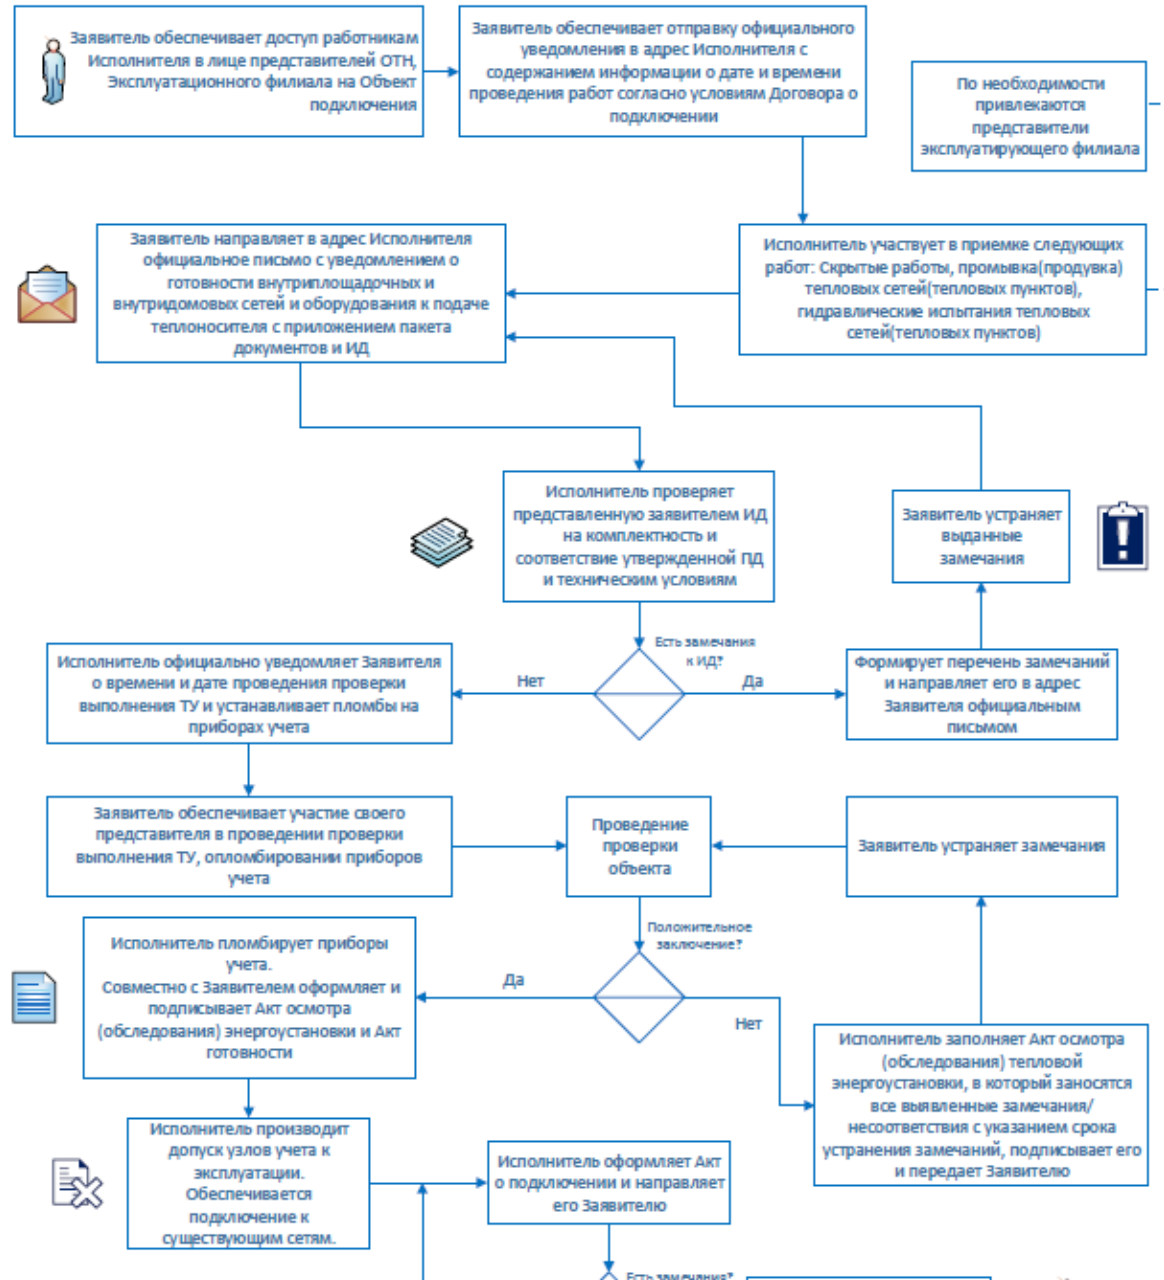 Заявитель обеспечивает доступ работникам
Исполнителя в лице представителей ОТН,
Эксплуатационного филиала на Объект
подключения
Заявитель обеспечивает отправку официального
уведомления в адрес Исполнителя с
содержанием информации о дате и времени
проведения работ согласно условиям Договора о
подключении
По необходимости
привлекаются
представители
эксплуатирующего филиала
Заявитель направляет в адрес Исполнителя
официальное письмо с уведомлением о
готовности внутриплощадочных и
внутридомовых сетей и оборудования к подаче
теплоносителя с приложением пакета
документов и ИД
Исполнитель участвует в приемке следующих
работ: Скрытые работы, промывка(продувка)
тепловых сетей(тепловых пунктов),
гидравлические испытания тепловых
сетей(тепловых пунктов)
Исполнитель проверяет
представленную заявителем ИД
на комплектность и
соответствие утвержденной ПД
и техническим условиям
Заявитель устраняет
выданные
замечания
Есть замечания
к ИД?
Нет
Да
Исполнитель официально уведомляет Заявителя
о времени и дате проведения проверки
выполнения ТУ и устанавливает пломбы на
приборах учета
Формирует перечень замечаний
и направляет его в адрес
Заявителя официальным
письмом
Заявитель обеспечивает участие своего
представителя в проведении проверки
выполнения ТУ, опломбировании приборов
учета
Проведение
проверки
объекта
Заявитель устраняет замечания
Положительное
заключение?
Да
Нет
Исполнитель пломбирует приборы
учета.
Совместно с Заявителем оформляет и
подписывает Акт осмотра
(обследования) энергоустановки и Акт
готовности
Исполнитель заполняет Акт осмотра
(обследования) тепловой
энергоустановки, в который заносятся
все выявленные замечания/
несоответствия с указанием срока
устранения замечаний, подписывает его
и передает Заявителю
Исполнитель производит
допуск узлов учета к
эксплуатации.
Обеспечивается
подключение к
существующим сетям.
Исполнитель оформляет Акт
о подключении и направляет
его Заявителю
Есть замечания?